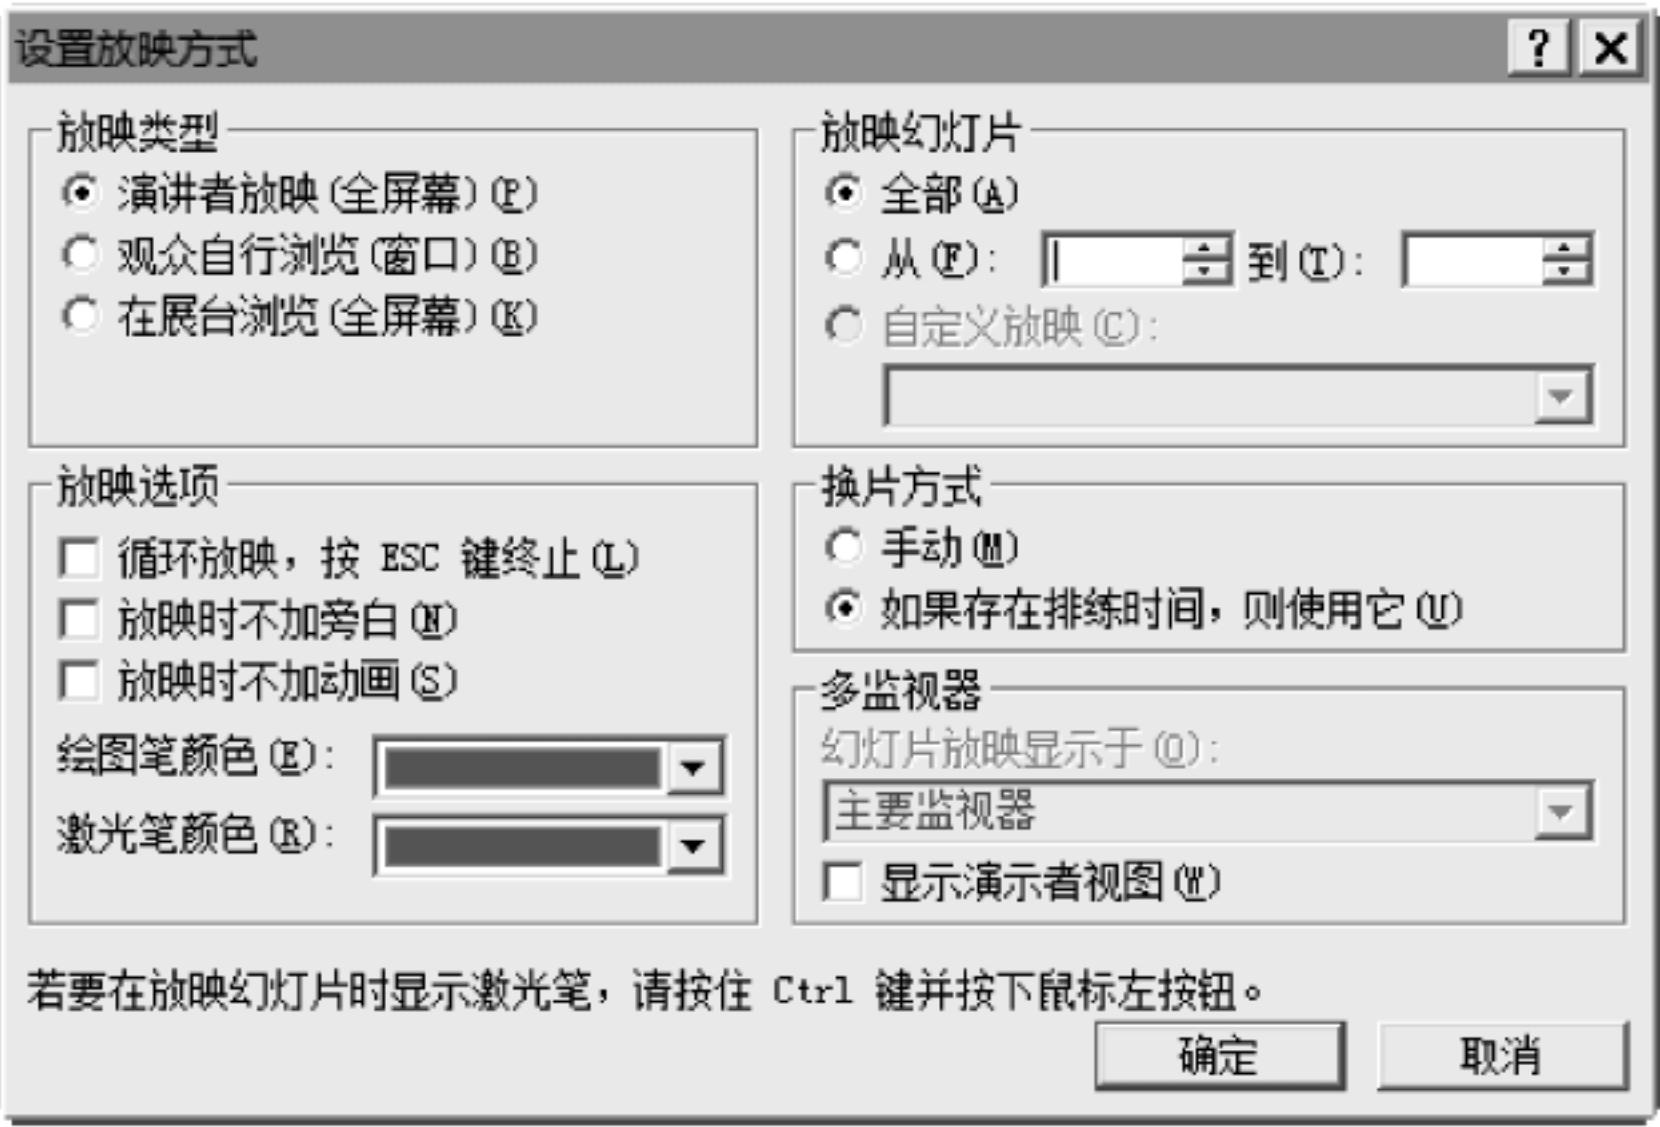 设置放映方式
放映类型
演讲者放映(全屏幕)(P)
观众自行浏览(窗口)(B)
在展台浏览(全屏幕)(K)
放映幻灯片
全部(A)
从(F): 到(T):
自定义放映(C):
放映选项
循环放映，按 ESC 键终止(L)
放映时不加旁白(N)
放映时不加动画(S)
绘图笔颜色(E):
激光笔颜色(R):
换片方式
手动(M)
如果存在排练时间，则使用它(U)
多监视器
幻灯片放映显示于(O):
主要监视器
显示演示者视图(W)
若要在放映幻灯片时显示激光笔，请按住 Ctrl 键并按下鼠标左按钮。
确定 取消